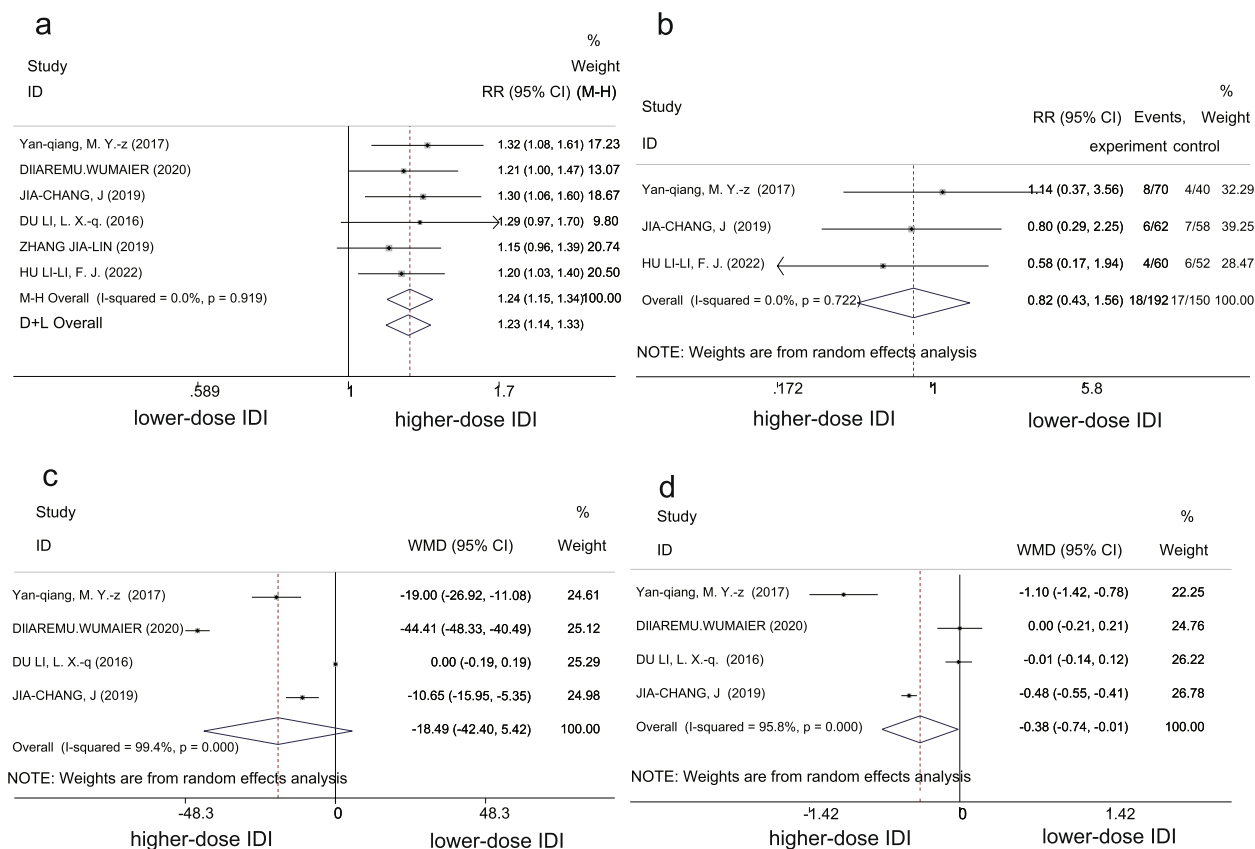 a
%
Study Weight
ID RR (95% CI) (M-H)
Yan-qiang, M. Y.-z (2017) 1.32 (1.08, 1.61) 17.23
DIIAREMU.WUMAIER (2020) 1.21 (1.00, 1.47) 13.07
JIA-CHANG, J (2019) 1.30 (1.06, 1.60) 18.67
DU LI, L. X.-q. (2016) 1.29 (0.97, 1.70) 9.80
ZHANG JIA-LIN (2019) 1.15 (0.96, 1.39) 20.74
HU LI-LI, F. J. (2022) 1.20 (1.03, 1.40) 20.50
M-H Overall (I-squared = 0.0%, p = 0.919) 1.24 (1.15, 1.34) 100.00
D+L Overall 1.23 (1.14, 1.33)
.589 1 1.7
lower-dose IDI higher-dose IDI
b
%
Study RR (95% CI) Events, Weight
ID experiment control
Yan-qiang, M. Y.-z (2017) 1.14 (0.37, 3.56) 8/70 4/40 32.29
JIA-CHANG, J (2019) 0.80 (0.29, 2.25) 6/62 7/58 39.25
HU LI-LI, F. J. (2022) 0.58 (0.17, 1.94) 4/60 6/52 28.47
Overall (I-squared = 0.0%, p = 0.722) 0.82 (0.43, 1.56) 18/192 17/150 100.00
NOTE: Weights are from random effects analysis
.172 1 5.8
higher-dose IDI lower-dose IDI
c
Study %
ID WMD (95% CI) Weight
Yan-qiang, M. Y.-z (2017) -19.00 (-26.92, -11.08) 24.61
DIIAREMU.WUMAIER (2020) -44.41 (-48.33, -40.49) 25.12
DU LI, L. X.-q (2016) 0.00 (-0.19, 0.19) 25.29
JIA-CHANG, J (2019) -10.65 (-15.95, -5.35) 24.98
-18.49 (-42.40, 5.42) 100.00
Overall (I-squared = 99.4%, p = 0.000)
NOTE: Weights are from random effects analysis
-48.3 0 48.3
higher-dose IDI lower-dose IDI
d
Study %
ID WMD (95% CI) Weight
Yan-qiang, M. Y.-z (2017) -1.10 (-1.42, -0.78) 22.25
DIIAREMU.WUMAIER (2020) 0.00 (-0.21, 0.21) 24.76
DU LI, L. X.-q. (2016) -0.01 (-0.14, 0.12) 26.22
JIA-CHANG, J (2019) -0.48 (-0.55, -0.41) 26.78
Overall (I-squared = 95.8%, p = 0.000) -0.38 (-0.74, -0.01) 100.00
NOTE: Weights are from random effects analysis
-1.42 0 1.42
higher-dose IDI lower-dose IDI